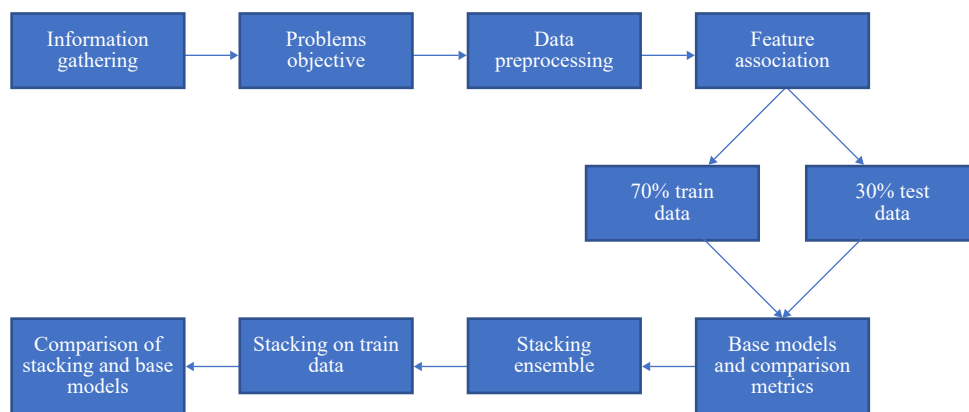 Information
gathering
Problems
objective
Data
preprocessing
Feature
association
70% train
data
30% test
data
Comparison of
stacking and base
models
Stacking on train
data
Stacking
ensemble
Base models
and comparison
metrics